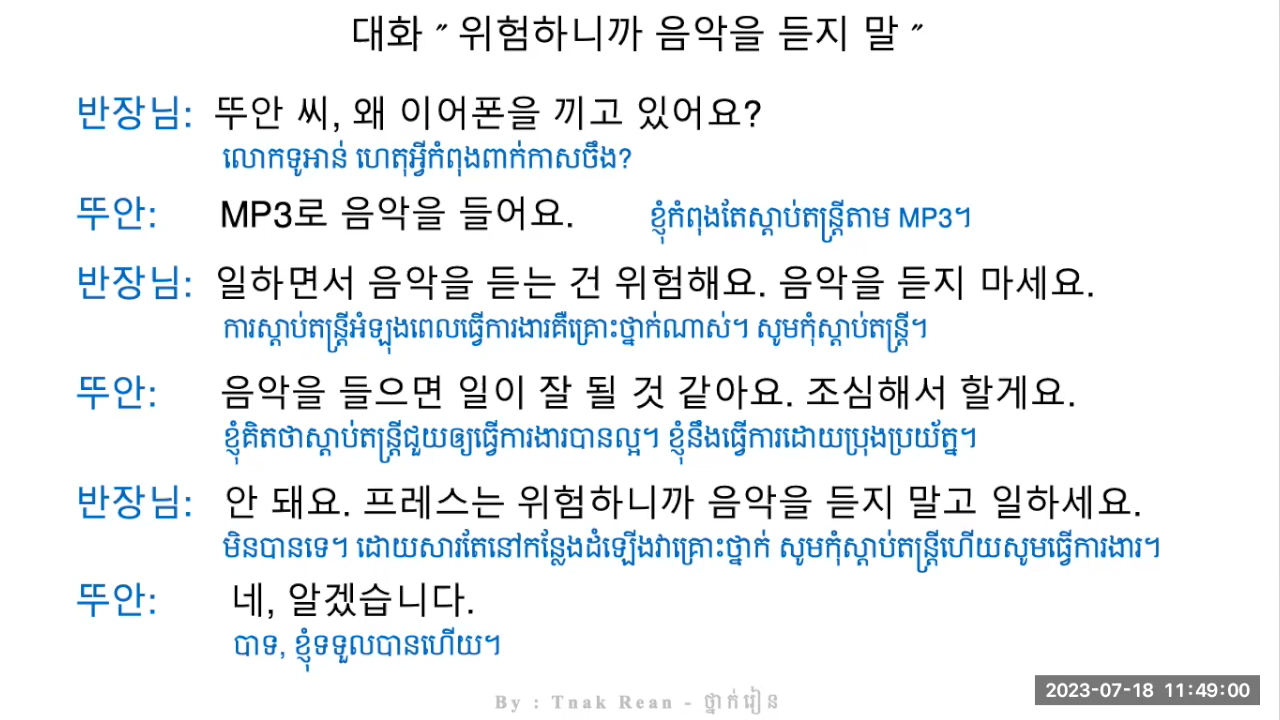 대화 " 위험하니까 음악을 듣지 말 "
반장님: 뚜안 씨, 왜 이어폰을 끼고 있어요?
លោកទូអាន់ ហេតុអ្វីកំពុងពាក់កាសចឹង?
뚜안: MP3로 음악을 들어요. ខ្ញុំកំពុងតែស្តាប់តន្ត្រីតាម MP3។
반장님: 일하면서 음악을 듣는 건 위험해요. 음악을 듣지 마세요.
ការស្តាប់តន្ត្រីអំឡុងពេលធ្វើការងារគឺគ្រោះថ្នាក់ណាស់។ សូមកុំស្តាប់តន្ត្រី។
뚜안: 음악을 들으면 일이 잘 될 것 같아요. 조심해서 할게요.
ខ្ញុំគិតថាស្តាប់តន្ត្រីជួយឲ្យធ្វើការងារបានល្អ។ ខ្ញុំនឹងធ្វើការដោយប្រុងប្រយ័ត្ន។
반장님: 안 돼요. 프레스는 위험하니까 음악을 듣지 말고 일하세요.
មិនបានទេ។ ដោយសារតែនៅកន្លែងដំឡើងវាគ្រោះថ្នាក់ សូមកុំស្តាប់តន្ត្រីហើយសូមធ្វើការងារ។
뚜안: 네, 알겠습니다.
បាទ, ខ្ញុំទទួលបានហើយ។
By : Tnak Rean - ថ្នាក់រៀន
2023-07-18 11:49:00